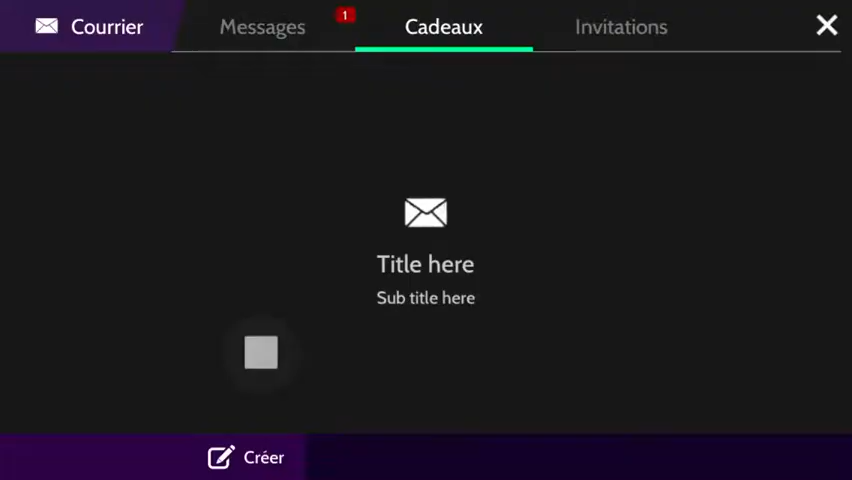 Courrier
Messages
1
Cadeaux
Invitations
Title here
Sub title here
Créer